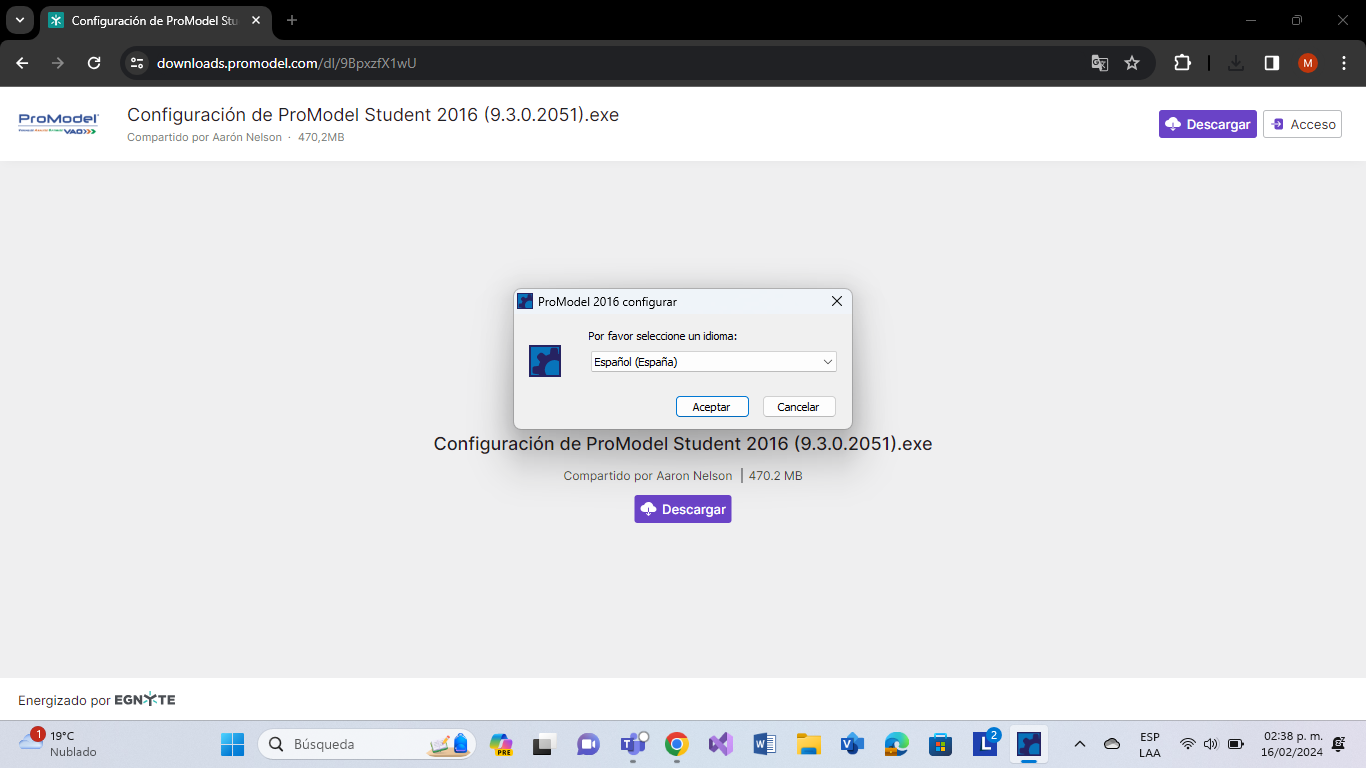 Configuración de ProModel Stu
downloads.promodel.com/dl/9BpxzfX1wU
M
ProModel
VAO
Configuración de ProModel Student 2016 (9.3.0.2051).exe
Compartido por Aarón Nelson · 470,2MB
Descargar
Acceso
ProModel 2016 configurar
Por favor seleccione un idioma:
Español (España)
Aceptar
Cancelar
Configuración de ProModel Student 2016 (9.3.0.2051).exe
Compartido por Aaron Nelson | 470.2 MB
Descargar
Energizado por EGNYTE
1
19°C
Nublado
Búsqueda
PRE
2
ESP
LAA
02:38 p. m.
16/02/2024